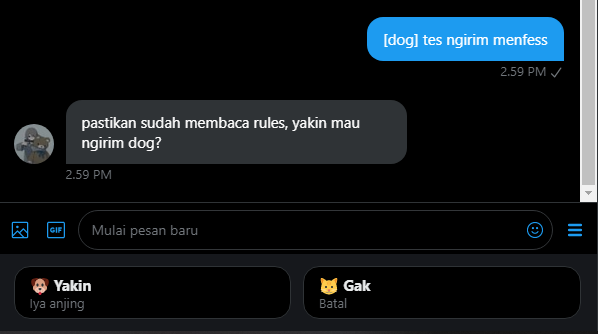 [dog] tes ngirim menfess
2.59 PM
pastikan sudah membaca rules, yakin mau
ngirim dog?
2.59 PM
GIF
Mulai pesan baru
Yakin
Iya anjing
Gak
Batal